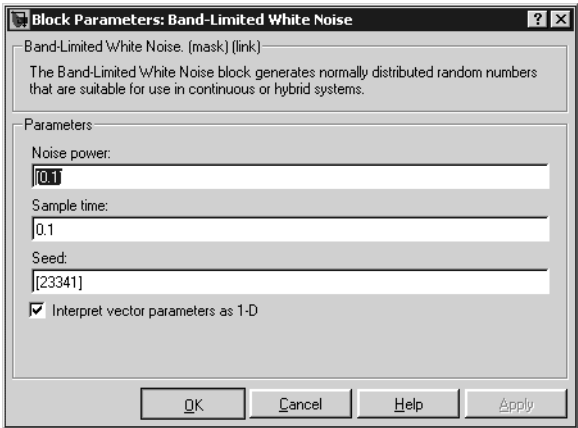 Block Parameters: Band-Limited White Noise
Band-Limited White Noise. (mask) (link)
The Band-Limited White Noise block generates normally distributed random numbers
that are suitable for use in continuous or hybrid systems.
Parameters
Noise power:
[0.1]
Sample time:
0.1
Seed:
[23341]
Interpret vector parameters as 1-D
OK Cancel Help Apply